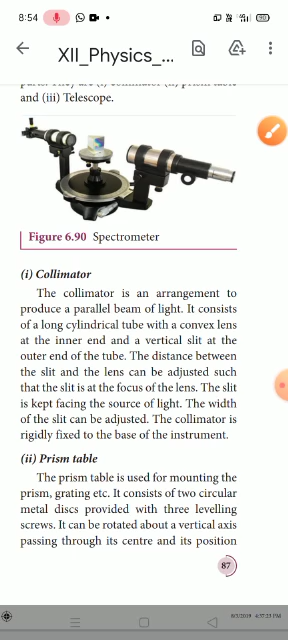 8:54
XII_Physics_...
and (iii) Telescope.
Figure 6.90 Spectrometer
(i) Collimator
The collimator is an arrangement to
produce a parallel beam of light. It consists
of a long cylindrical tube with a convex lens
at the inner end and a vertical slit at the
outer end of the tube. The distance between
the slit and the lens can be adjusted such
that the slit is at the focus of the lens. The slit
is kept facing the source of light. The width
of the slit can be adjusted. The collimator is
rigidly fixed to the base of the instrument.
(ii) Prism table
The prism table is used for mounting the
prism, grating etc. It consists of two circular
metal discs provided with three levelling
screws. It can be rotated about a vertical axis
passing through its centre and its position
87
8/3/2019 4:57:23 PM